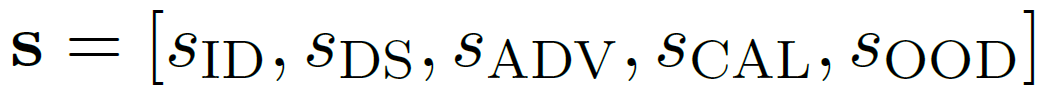 s = [s_ID, s_DS, s_ADV, s_CAL, s_OOD]